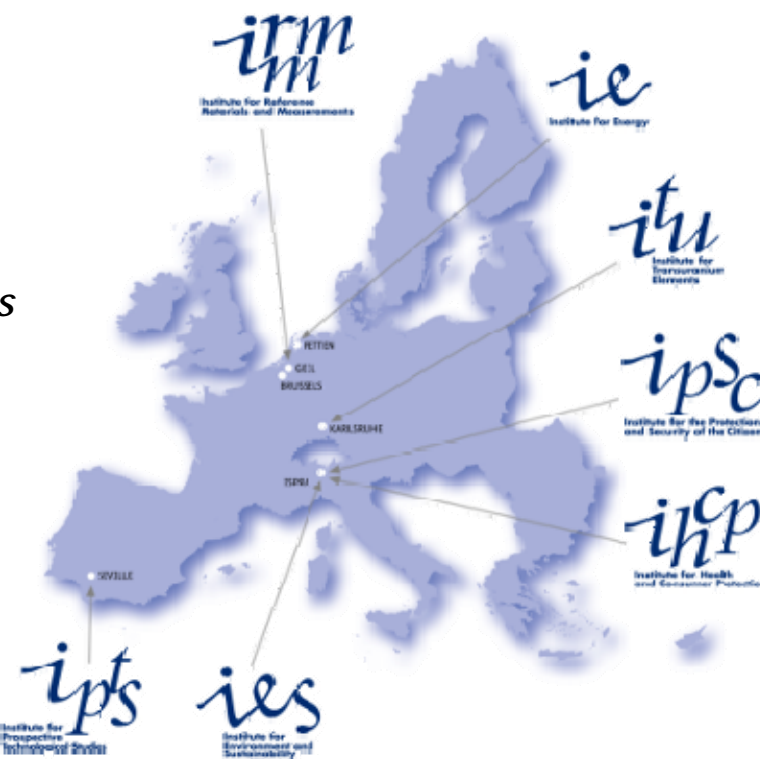 irmm
Institute for Reference
Materials and Measurements
ie
Institute for Energy
itu
Institute for
Transuranium
Elements
s
PETTEN
GEEL
BRUSSELS
ipsc
Institute for the Protection
and Security of the Citizen
KARLSRUHE
ISPRA
ihcp
Institute for Health
and Consumer Protectio
SEVILLE
ipts
Institute for
Prospective
Technological Studies
ies
Institute for
Environment and
Sustainability